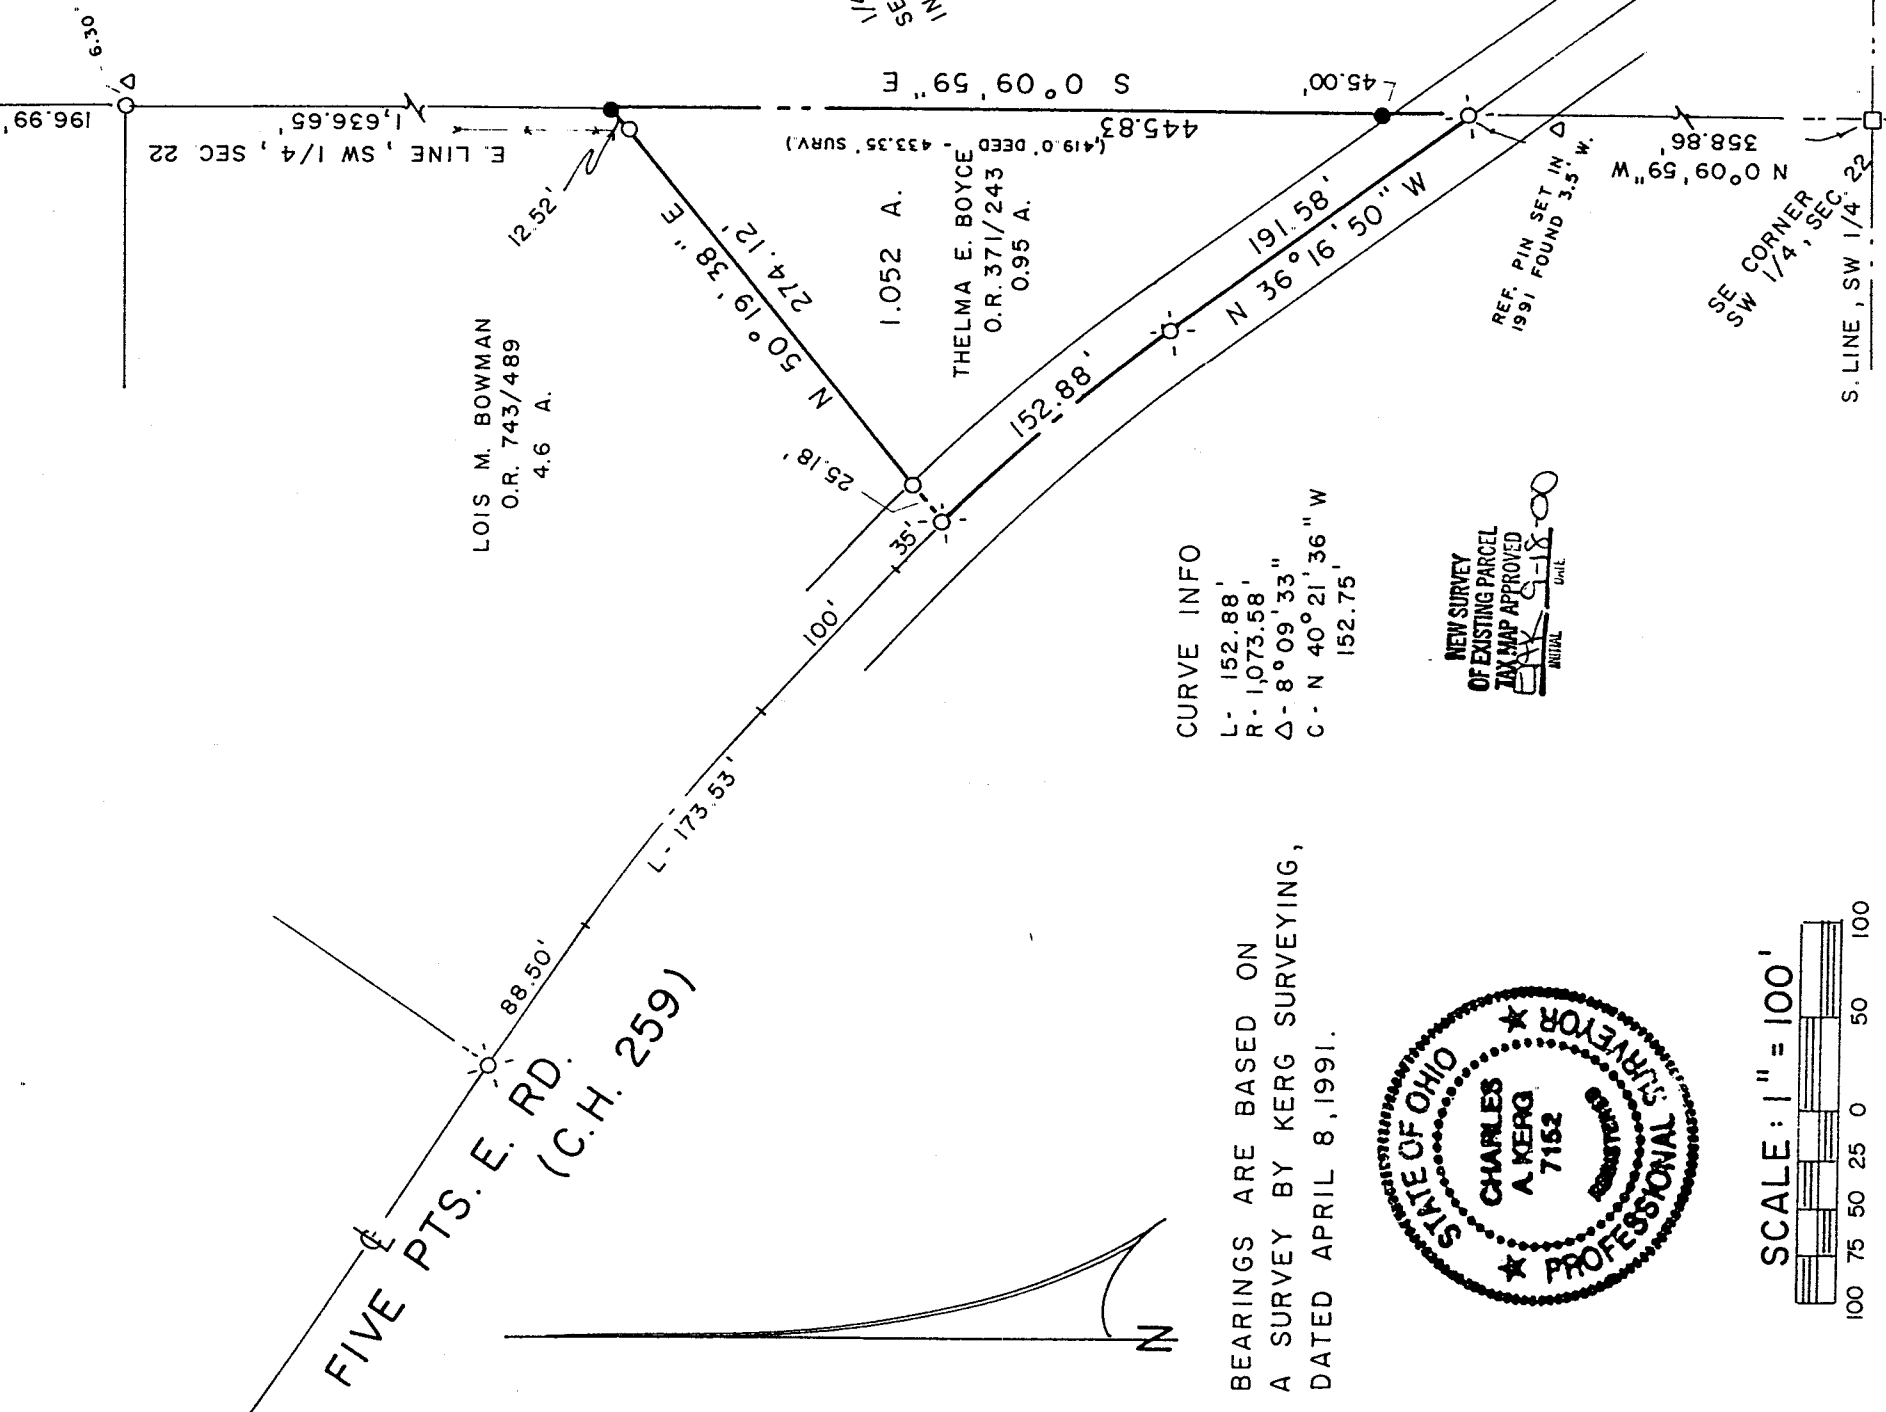 6.30
196.99'
1,636.65'
E. LINE, SW 1/4, SEC 22
12.52'
S 0° 09' 59" E
45.00'
445.83
(419.0' DEED - 433.35' SURV.)
LOIS M. BOWMAN
O.R. 743/489
4.6 A.
N 50° 19' 38" E
274.12'
1.052 A.
THELMA E. BOYCE
O.R. 371/243
0.95 A.
191.58'
N 36° 16' 50" W
REF. PIN SET IN
1991 FOUND 3.5' W.
358.86'
N 0°09'59"W
SE CORNER
SW 1/4, SEC. 22
S. LINE, SW 1/4
152.88'
25.18'
35'
100'
L - 173.53'
88.50'
FIVE PTS. E. RD.
(C.H. 259)
CURVE INFO
L - 152.88'
R - 1,073.58'
Δ - 8° 09' 33"
C - N 40° 21' 36" W
152.75'
NEW SURVEY
OF EXISTING PARCEL
TAX MAP APPROVED
9-18-00
INITIAL DATE
N
BEARINGS ARE BASED ON
A SURVEY BY KERG SURVEYING,
DATED APRIL 8, 1991.
STATE OF OHIO
CHARLES
A. KERG
7152
REGISTERED
PROFESSIONAL SURVEYOR
SCALE: 1" = 100'
100 75 50 25 0 50 100